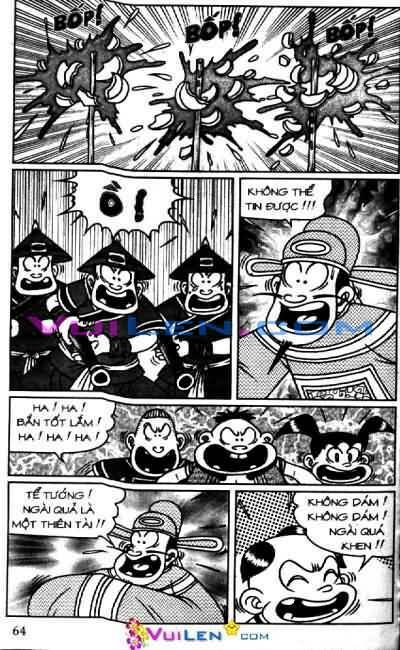 BỐP!
BỐP!
BỐP!
Ồ!
KHÔNG THỂ
TIN ĐƯỢC!!!
VUILEN.COM
HA! HA!
BẮN TỐT LẮM!
HA! HA! HA!
TỂ TƯỚNG!
NGÀI QUẢ LÀ
MỘT THIÊN TÀI!!
KHÔNG DÁM!
KHÔNG DÁM!
NGÀI QUÁ
KHEN!
64
VUILEN.COM